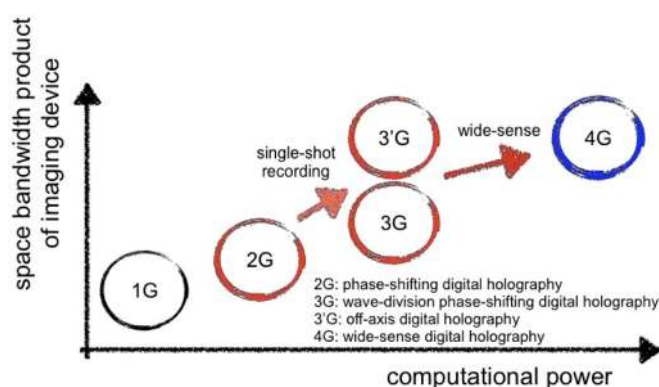 space bandwidth product
of imaging device
single-shot
recording
wide-sense
3'G
4G
3G
2G
1G
2G: phase-shifting digital holography
3G: wave-division phase-shifting digital holography
3'G: off-axis digital holography
4G: wide-sense digital holography
computational power